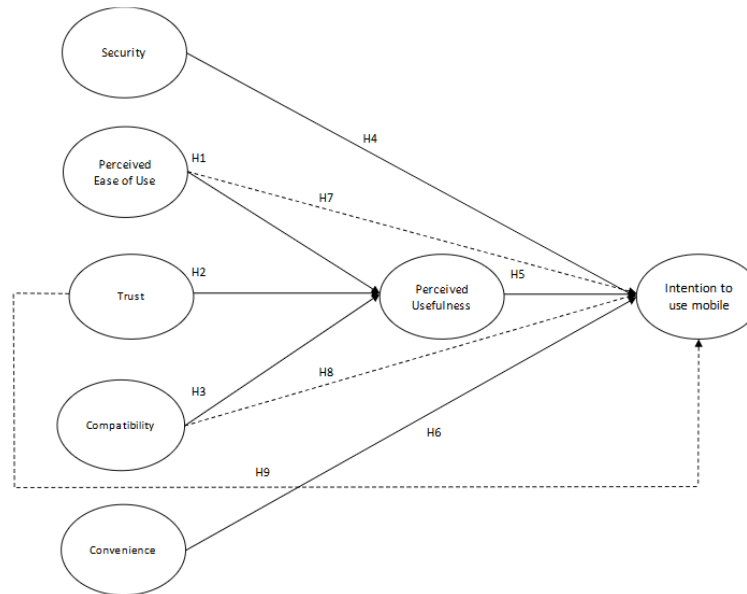 Security
H4
Perceived
Ease of Use
H1
H7
Trust
H2
Perceived
Usefulness
H5
Intention to
use mobile
H3
H8
Compatibility
H6
H9
Convenience